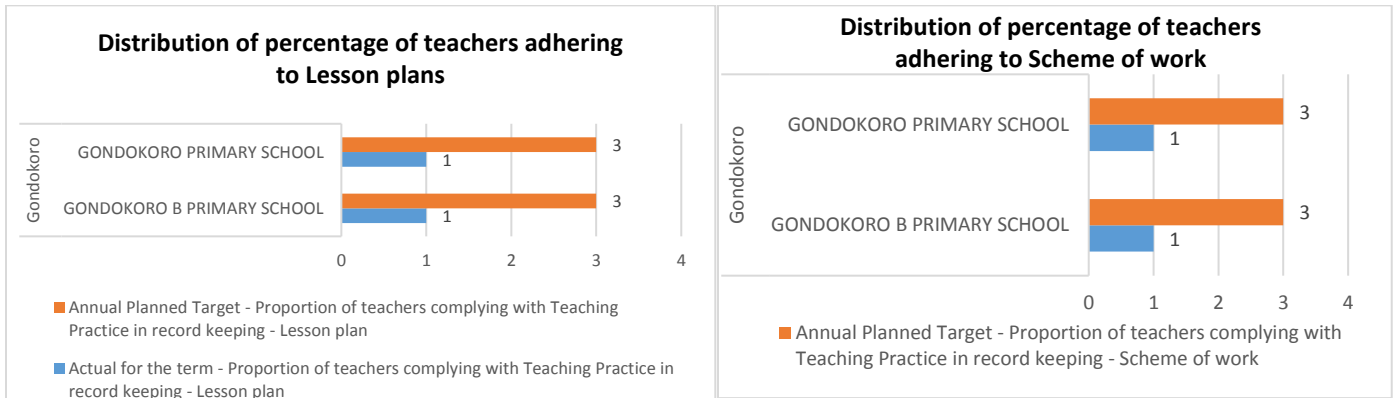 Distribution of percentage of teachers adhering
to Lesson plans
Gondokoro
GONDOKORO PRIMARY SCHOOL
3
1
GONDOKORO B PRIMARY SCHOOL
3
1
0 1 2 3 4
Annual Planned Target - Proportion of teachers complying with Teaching
Practice in record keeping - Lesson plan
Actual for the term - Proportion of teachers complying with Teaching Practice in
record keeping - Lesson plan
Distribution of percentage of teachers
adhering to Scheme of work
Gondokoro
GONDOKORO PRIMARY SCHOOL
3
1
GONDOKORO B PRIMARY SCHOOL
3
1
0 1 2 3 4
Annual Planned Target - Proportion of teachers complying with
Teaching Practice in record keeping - Scheme of work